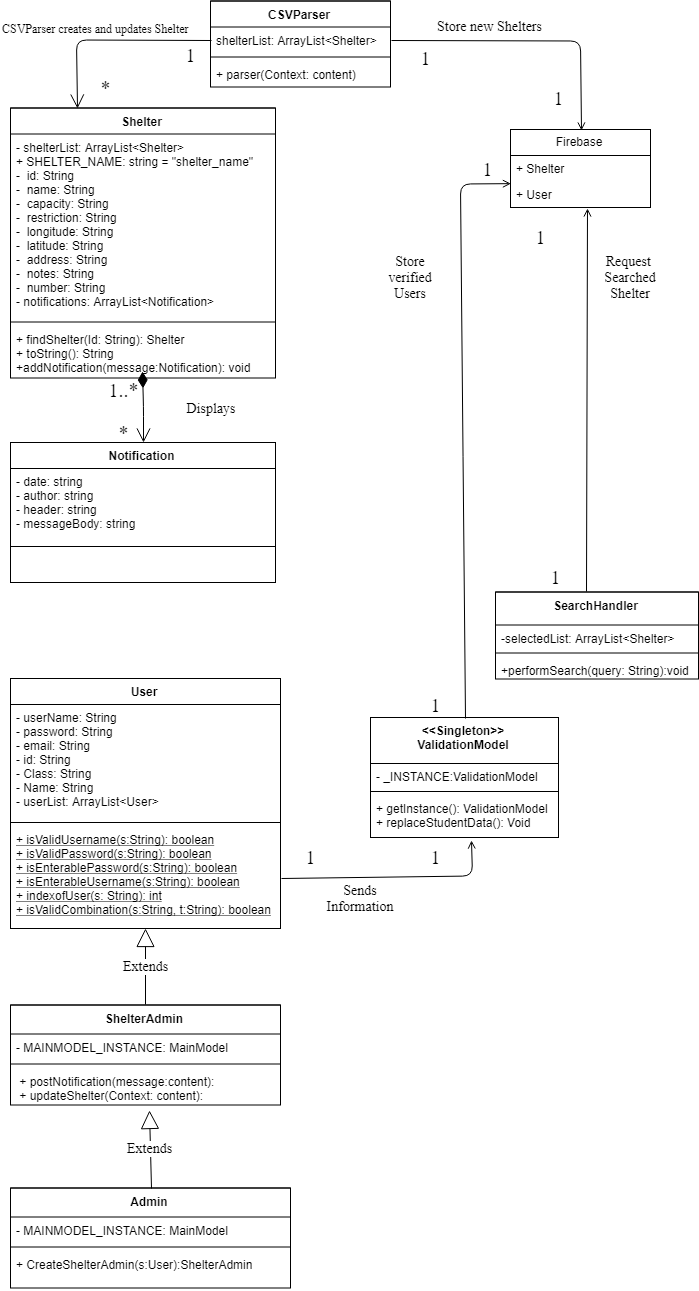 CSVParser
shelterList: ArrayList<Shelter>
+ parser(Context: content)
CSVParser creates and updates Shelter
1
*
Store new Shelters
1
1
Shelter
- shelterList: ArrayList<Shelter>
+ SHELTER_NAME: string = "shelter_name"
- id: String
- name: String
- capacity: String
- restriction: String
- longitude: String
- latitude: String
- address: String
- notes: String
- number: String
- notifications: ArrayList<Notification>
+ findShelter(Id: String): Shelter
+ toString(): String
+addNotification(message:Notification): void
Firebase
+ Shelter
+ User
1
Store
verified
Users
1
Request
Searched
Shelter
1..*
Displays
*
Notification
- date: string
- author: string
- header: string
- messageBody: string
1
SearchHandler
-selectedList: ArrayList<Shelter>
+performSearch(query: String):void
User
- userName: String
- password: String
- email: String
- id: String
- Class: String
- Name: String
- userList: ArrayList<User>
+ isValidUsername(s:String): boolean
+ isValidPassword(s:String): boolean
+ isEnterablePassword(s:String): boolean
+ isEnterableUsername(s:String): boolean
+ indexofUser(s: String): int
+ isValidCombination(s:String, t:String): boolean
1
<<Singleton>>
ValidationModel
- _INSTANCE:ValidationModel
+ getInstance(): ValidationModel
+ replaceStudentData(): Void
1
1
Sends
Information
Extends
ShelterAdmin
- MAINMODEL_INSTANCE: MainModel
+ postNotification(message:content):
+ updateShelter(Context: content):
Extends
Admin
- MAINMODEL_INSTANCE: MainModel
+ CreateShelterAdmin(s:User):ShelterAdmin